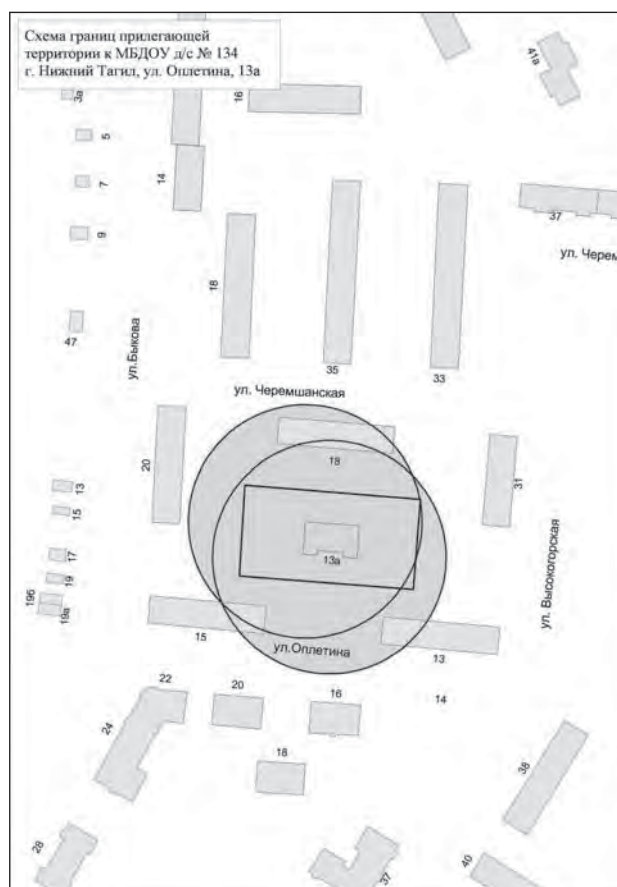 Схема границ прилегающей
территории к МБДОУ д/с № 134
г. Нижний Тагил, ул. Оплетина, 13а
3а
16
41а
5
14
7
37
9
ул. Черем
18
47
ул.Быкова
35
33
ул. Черемшанская
20
18
31
13
15
13а
17
19
19б
19а
ул. Высокогорская
15
ул.Оплетина
13
22
20
16
14
24
18
38
28
37
40